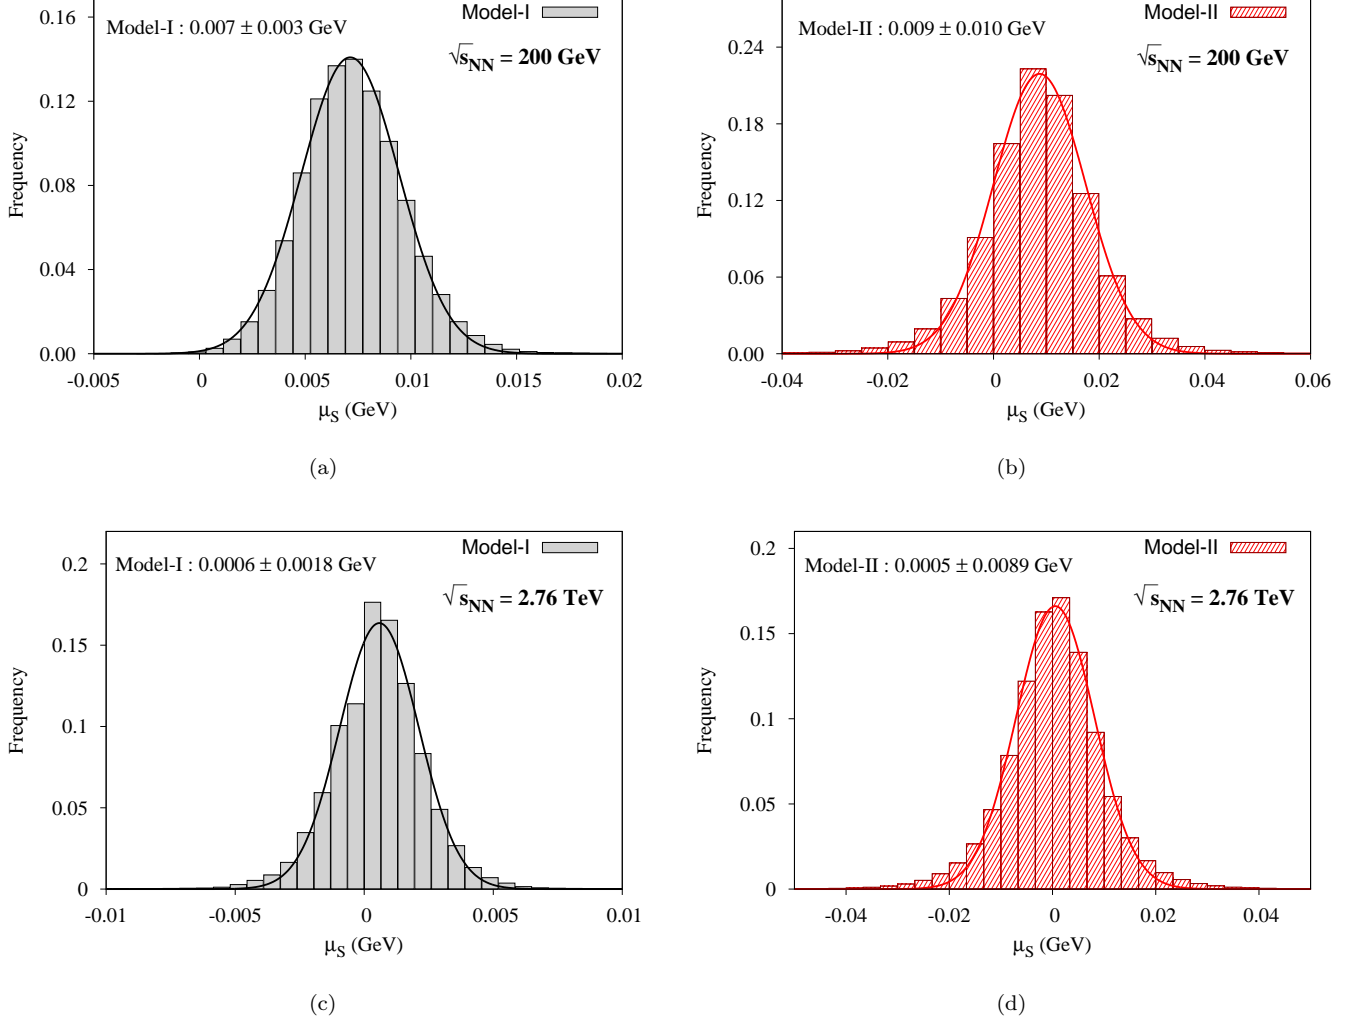 Model-I
Model-I : 0.007 ± 0.003 GeV
√sNN = 200 GeV
0.16
0.12
0.08
0.04
0.00
Frequency
-0.005 0 0.005 0.01 0.015 0.02
μS (GeV)
(a)
Model-II
Model-II : 0.009 ± 0.010 GeV
√sNN = 200 GeV
0.24
0.18
0.12
0.06
0.00
Frequency
-0.04 -0.02 0 0.02 0.04 0.06
μS (GeV)
(b)
Model-I
Model-I : 0.0006 ± 0.0018 GeV
√sNN = 2.76 TeV
0.2
0.15
0.1
0.05
0
Frequency
-0.01 -0.005 0 0.005 0.01
μS (GeV)
(c)
Model-II
Model-II : 0.0005 ± 0.0089 GeV
√sNN = 2.76 TeV
0.2
0.15
0.1
0.05
0
Frequency
-0.04 -0.02 0 0.02 0.04
μS (GeV)
(d)